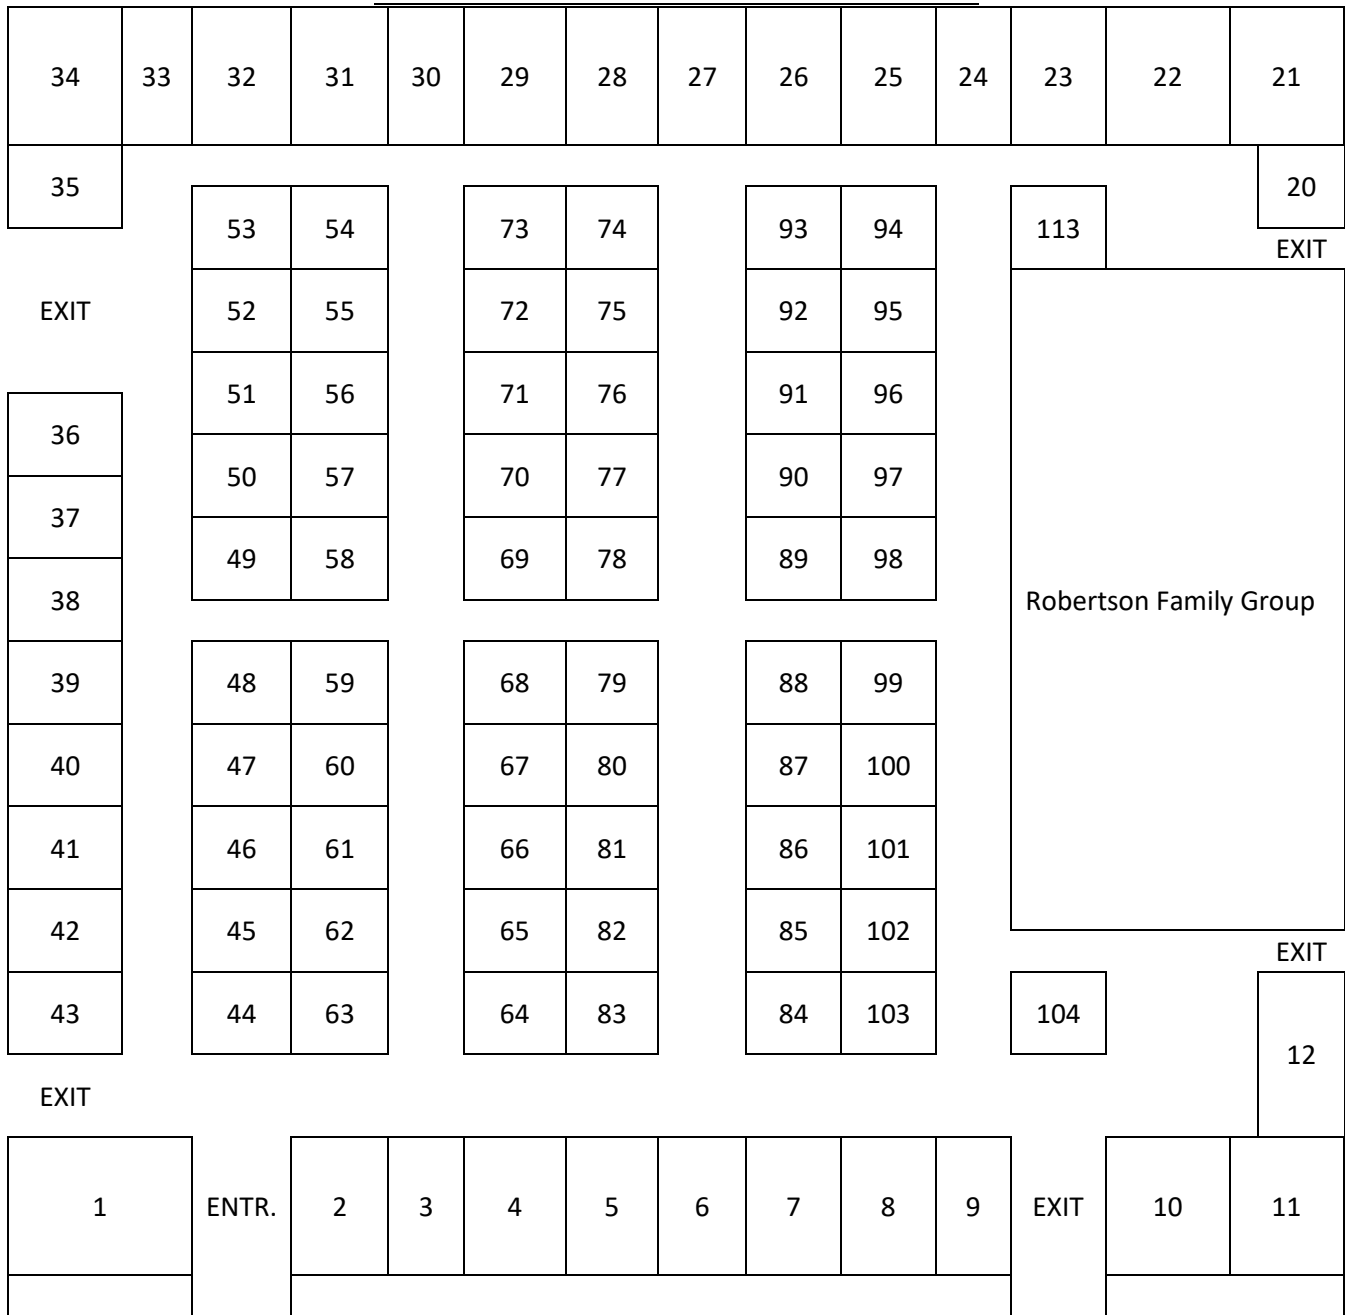 34 33 32 31 30 29 28 27 26 25 24 23 22 21
35 20
53 54 73 74 93 94 113
EXIT
EXIT 52 55 72 75 92 95
51 56 71 76 91 96
36
50 57 70 77 90 97
37
49 58 69 78 89 98
38 Robertson Family Group
39 48 59 68 79 88 99
40 47 60 67 80 87 100
41 46 61 66 81 86 101
42 45 62 65 82 85 102
EXIT
43 44 63 64 83 84 103 104
12
EXIT
1 ENTR. 2 3 4 5 6 7 8 9 EXIT 10 11